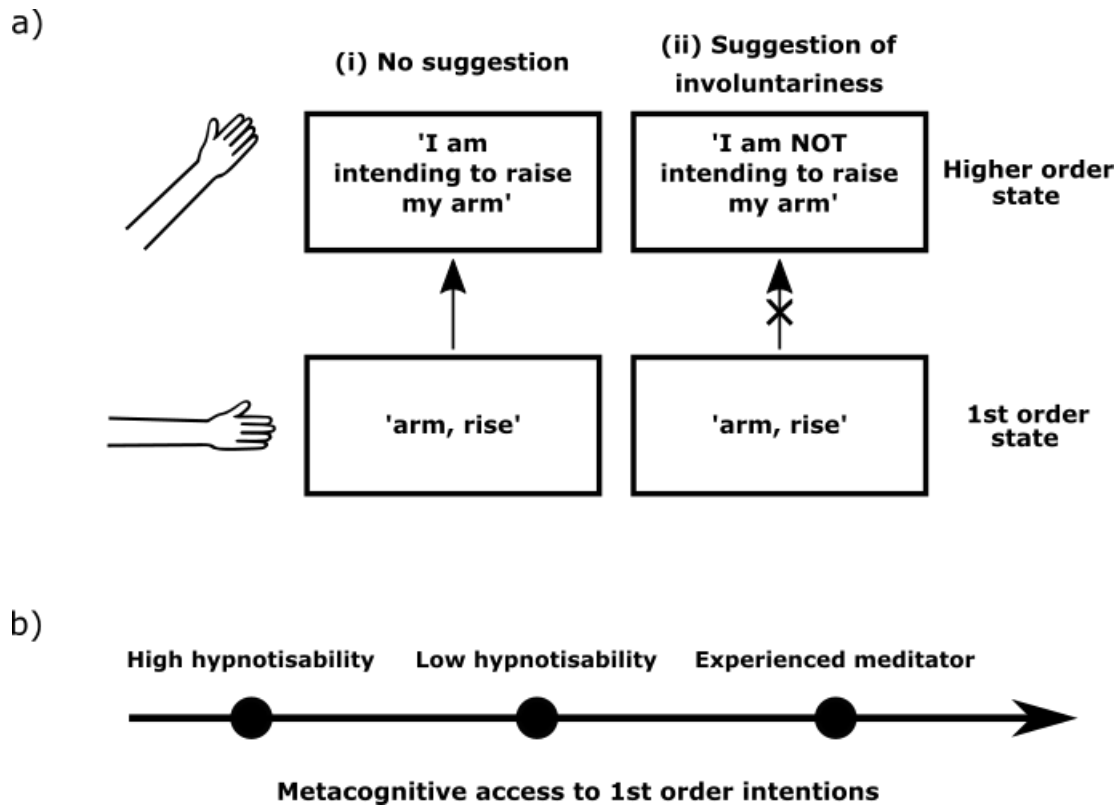 a)
(i) No suggestion
(ii) Suggestion of
involuntariness
'I am
intending to raise
my arm'
'I am NOT
intending to raise
my arm'
Higher order
state
'arm, rise'
'arm, rise'
1st order
state
b)
High hypnotisability
Low hypnotisability
Experienced meditator
Metacognitive access to 1st order intentions